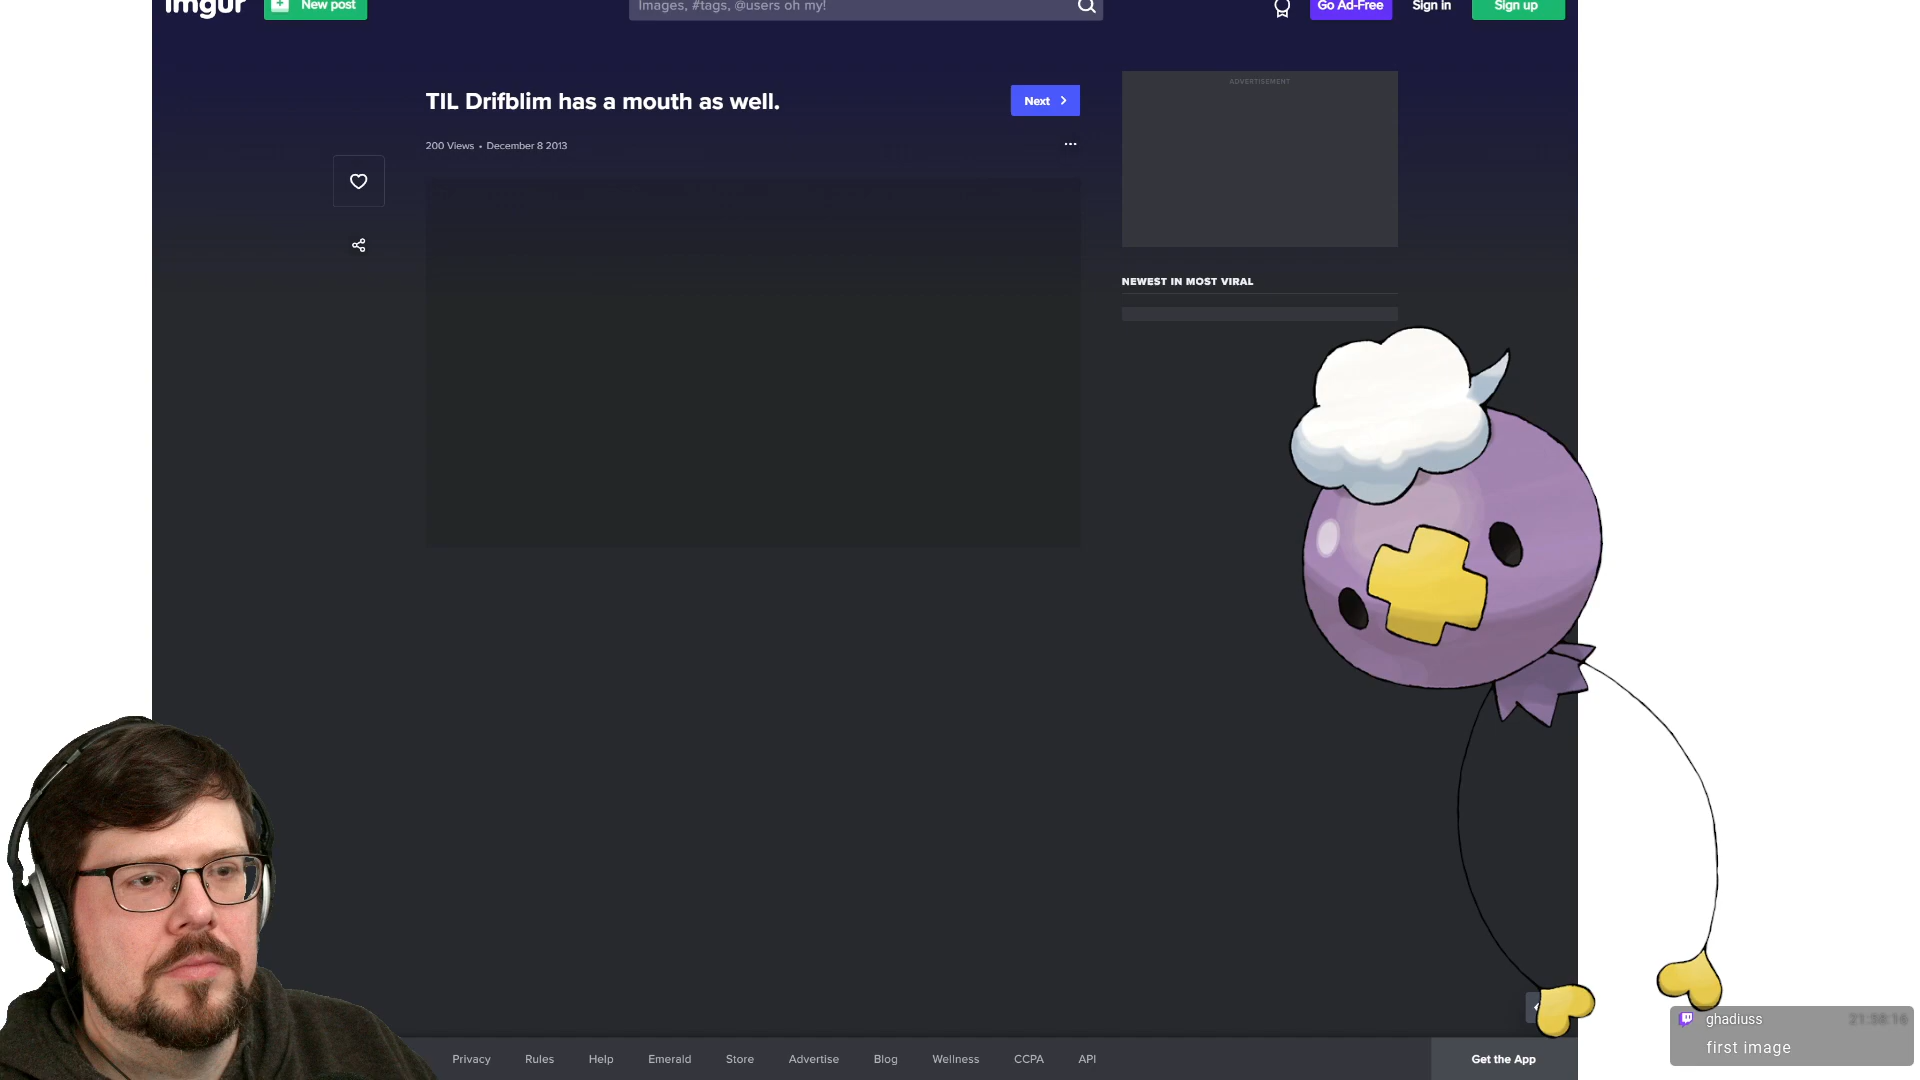 imgur
New post
Images, #tags, @users oh my!
Go Ad-Free
Sign in
Sign up
TIL Drifblim has a mouth as well.
Next
200 Views • December 8 2013
ADVERTISEMENT
NEWEST IN MOST VIRAL
Privacy
Rules
Help
Emerald
Store
Advertise
Blog
Wellness
CCPA
API
Get the App
ghadiuss
first image